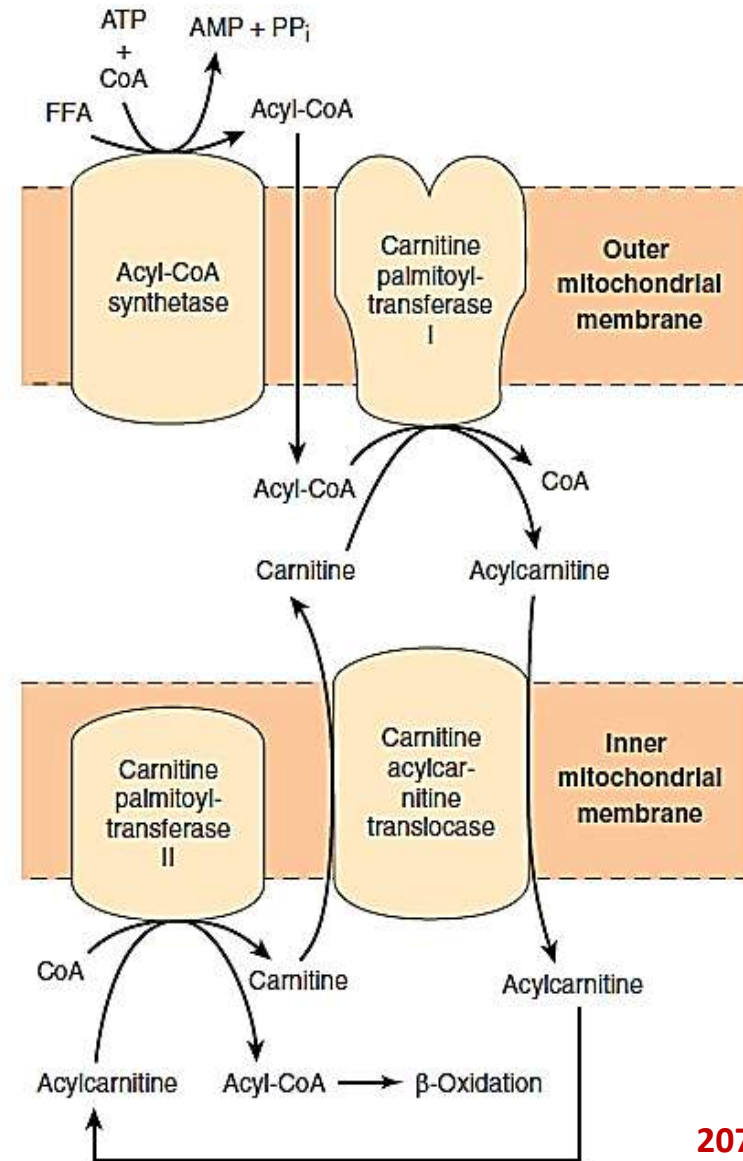 ATP
+
CoA
AMP + PPi
FFA
Acyl-CoA
Acyl-CoA
synthetase
Carnitine
palmitoyl-
transferase
I
Outer
mitochondrial
membrane
Acyl-CoA
CoA
Carnitine
Acylcarnitine
Carnitine
palmitoyl-
transferase
II
Carnitine
acylcar-
nitine
translocase
Inner
mitochondrial
membrane
CoA
Carnitine
Acylcarnitine
Acylcarnitine
Acyl-CoA
β-Oxidation
207